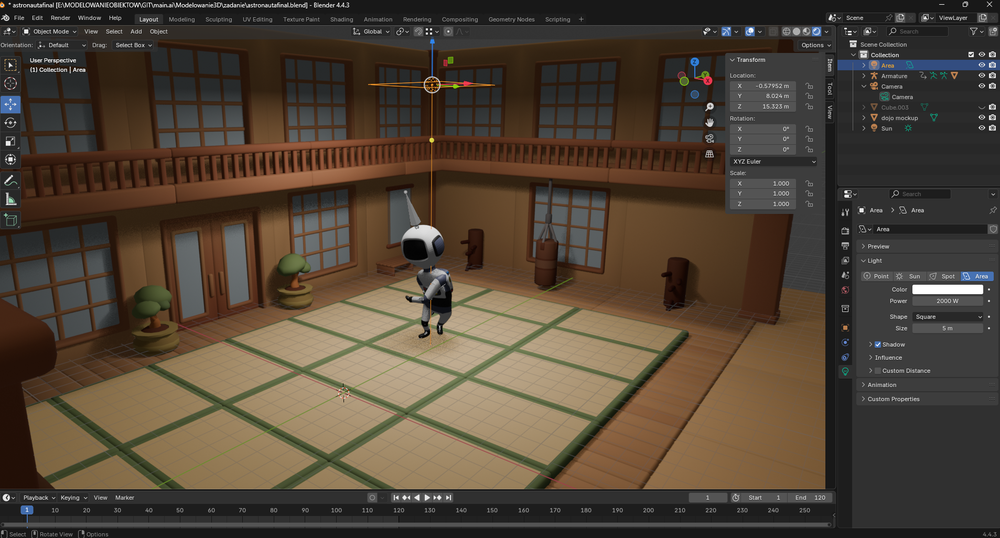 * astronautafinal [E:\MODELOWANIEOBIEKTOW\GIT\main.ai\Modelowanie3D\zadanie\astronautafinal.blend] - Blender 4.4.3
File Edit Render Window Help Layout Modeling Sculpting UV Editing Texture Paint Shading Animation Rendering Compositing Geometry Nodes Scripting + Scene ViewLayer
Object Mode View Select Add Object Global Search
Orientation: Default Drag: Select Box Options Scene Collection
User Perspective
(1) Collection | Area
Collection
Area
Armature
Camera
Camera
Cube.003
dojo mockup
Sun
Transform
Location:
X -0.57952 m
Y 8.024 m
Z 15.323 m
Rotation:
X 0°
Y 0°
Z 0°
XYZ Euler
Scale:
X 1.000
Y 1.000
Z 1.000
Item
Tool
View
Z
Y
X
Search
Area > Area
Area
Preview
Light
Point Sun Spot Area
Color
Power 2000 W
Shape Square
Size 5 m
Shadow
Influence
Custom Distance
Animation
Custom Properties
Playback Keying View Marker 1 Start 1 End 120
1 10 20 30 40 50 60 70 80 90 100 110 120 130 140 150 160 170 180 190 200 210 220 230 240 250
Select Rotate View Options 4.4.3